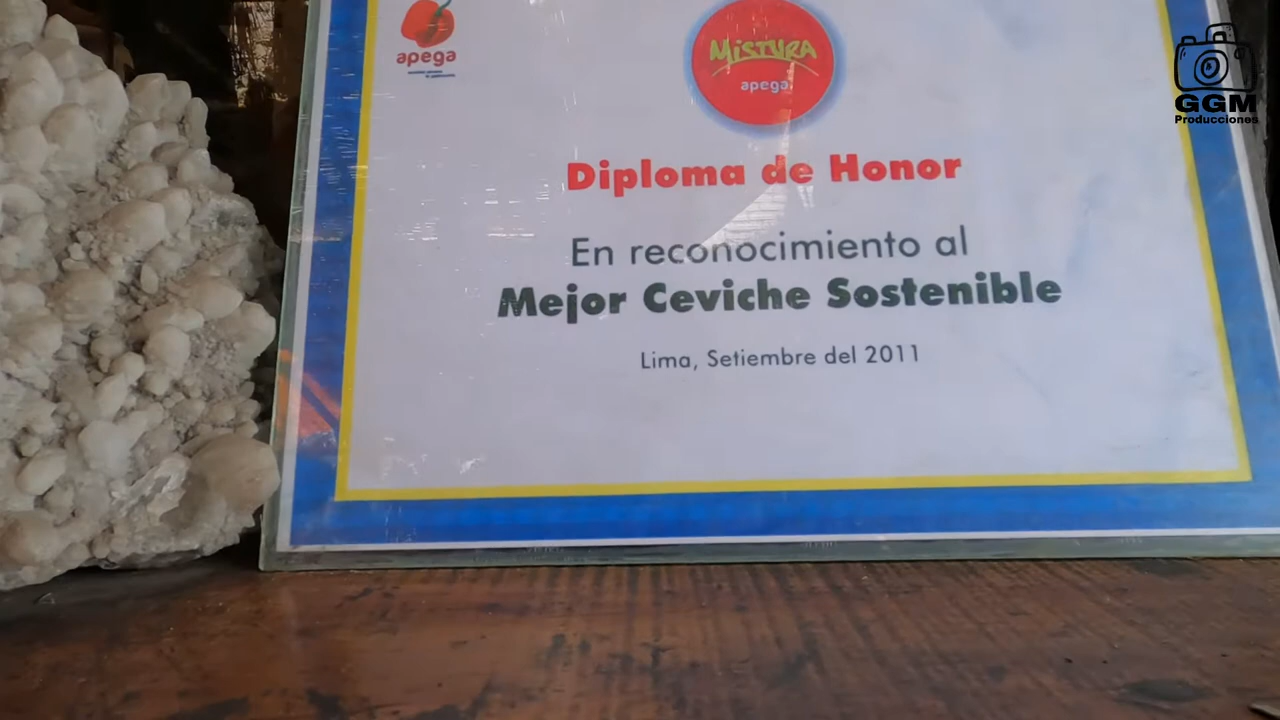 apega
MISTURA
apega
Diploma de Honor
En reconocimiento al
Mejor Ceviche Sostenible
Lima, Setiembre del 2011
GGM
Producciones